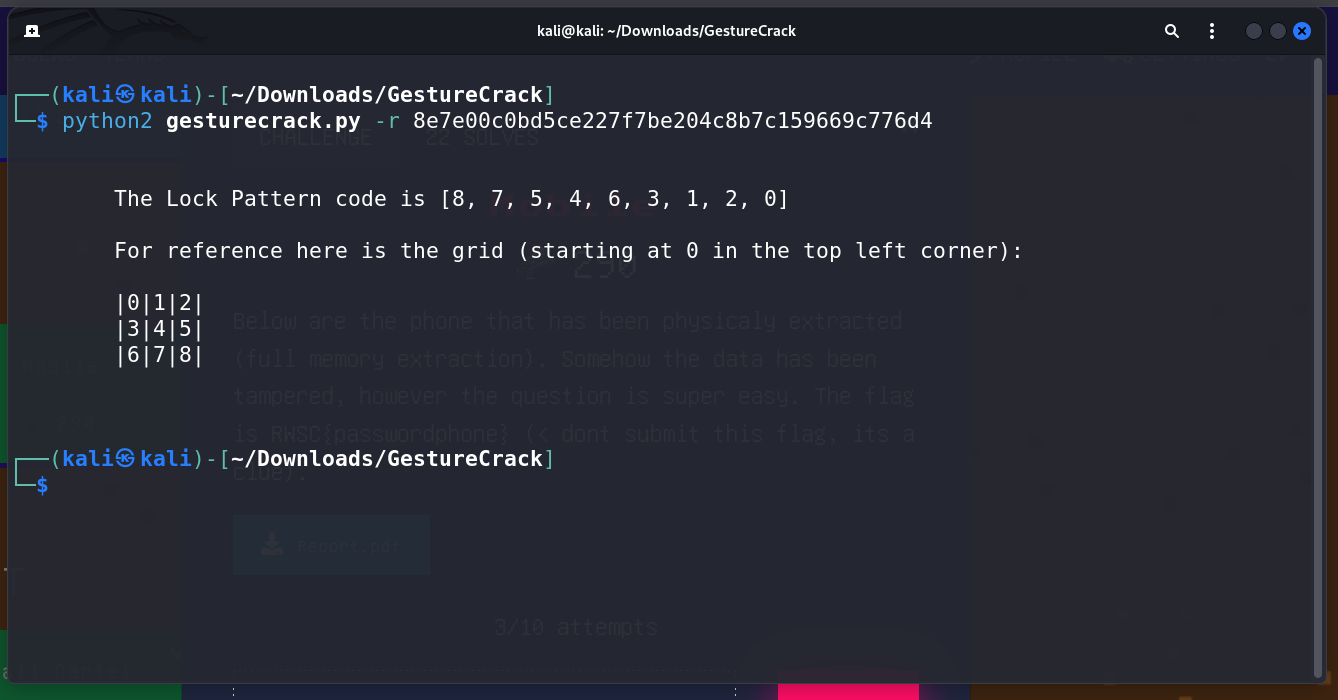 kali@kali: ~/Downloads/GestureCrack
┌──(kali㉿kali)-[~/Downloads/GestureCrack]
└─$ python2 gesturecrack.py -r 8e7e00c0bd5ce227f7be204c8b7c159669c776d4
CHALLENGE 22 SOLVES
The Lock Pattern code is [8, 7, 5, 4, 6, 3, 1, 2, 0]
For reference here is the grid (starting at 0 in the top left corner):
290
|0|1|2|
|3|4|5|
|6|7|8|
Below are the phone that has been physicaly extracted
(full memory extraction). Somehow the data has been
tampered, however the question is super easy. The flag
is RWSC{passwordphone} (< dont submit this flag, its a
clue).
┌──(kali㉿kali)-[~/Downloads/GestureCrack]
└─$
Report.pdf
3/10 attempts